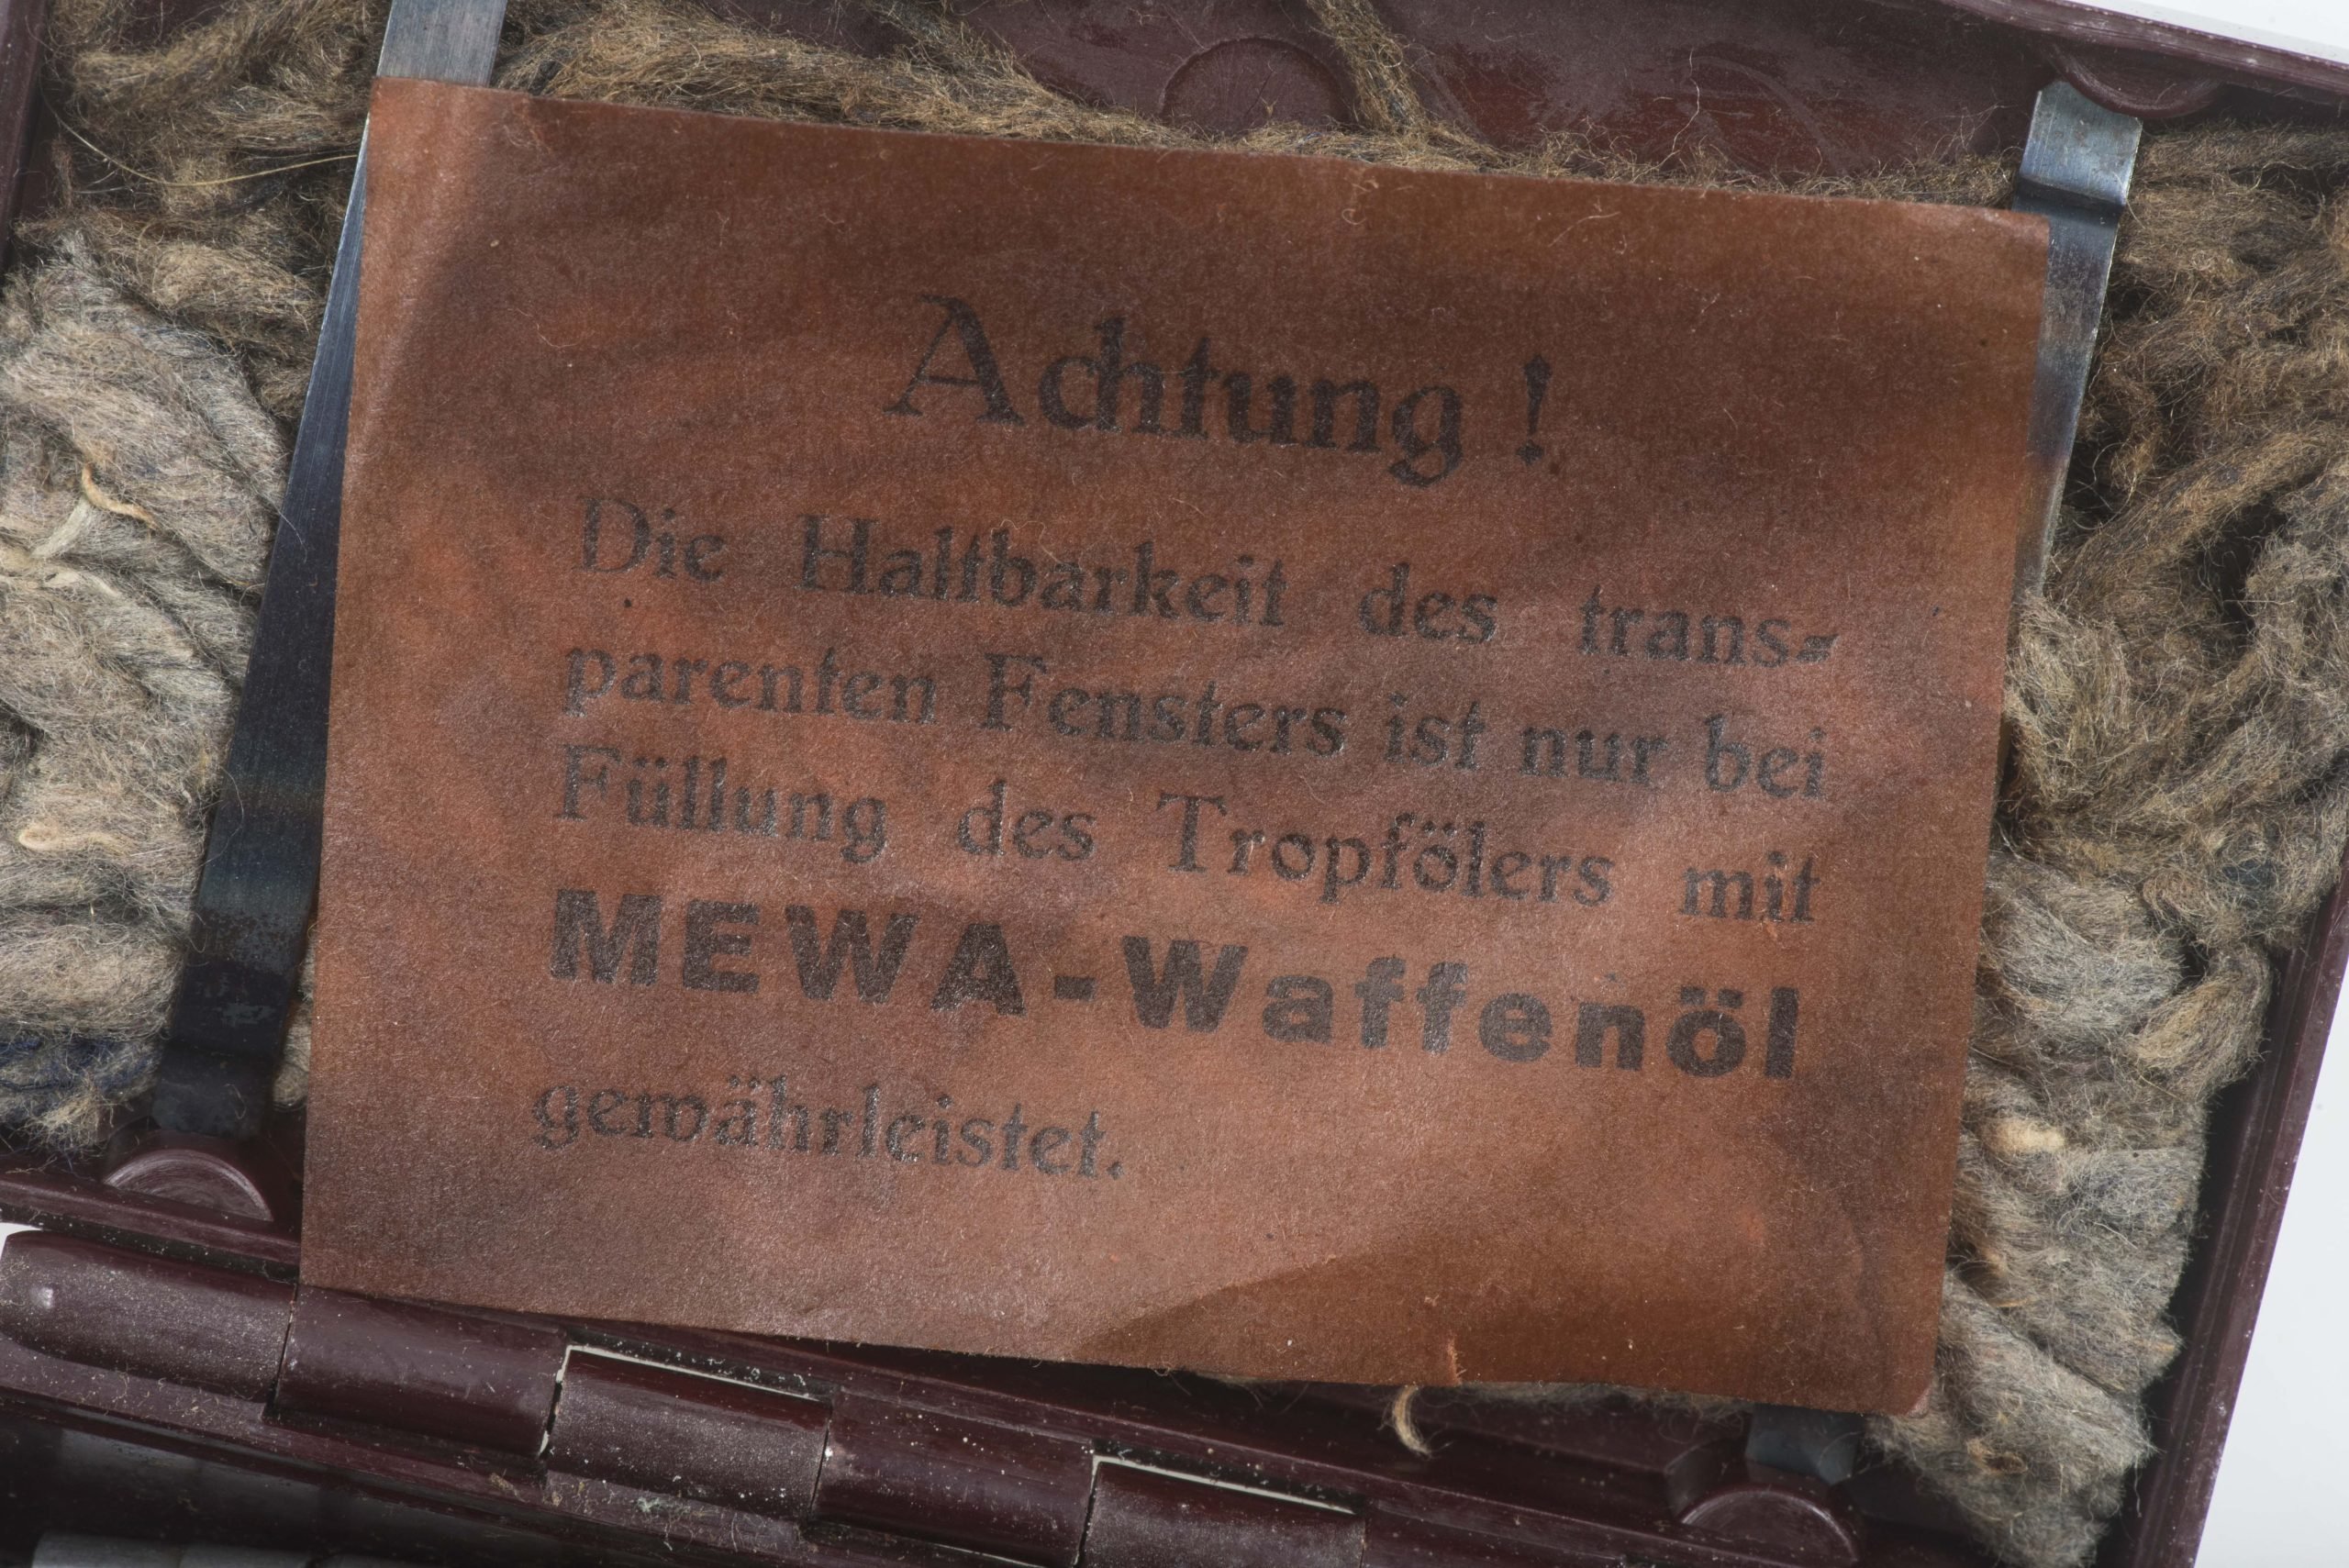 Achtung !
Die Haltbarkeit des trans=
parenten Fensters ist nur bei
Füllung des Tropfölers mit
MEWA-Waffenöl
gewährleistet.